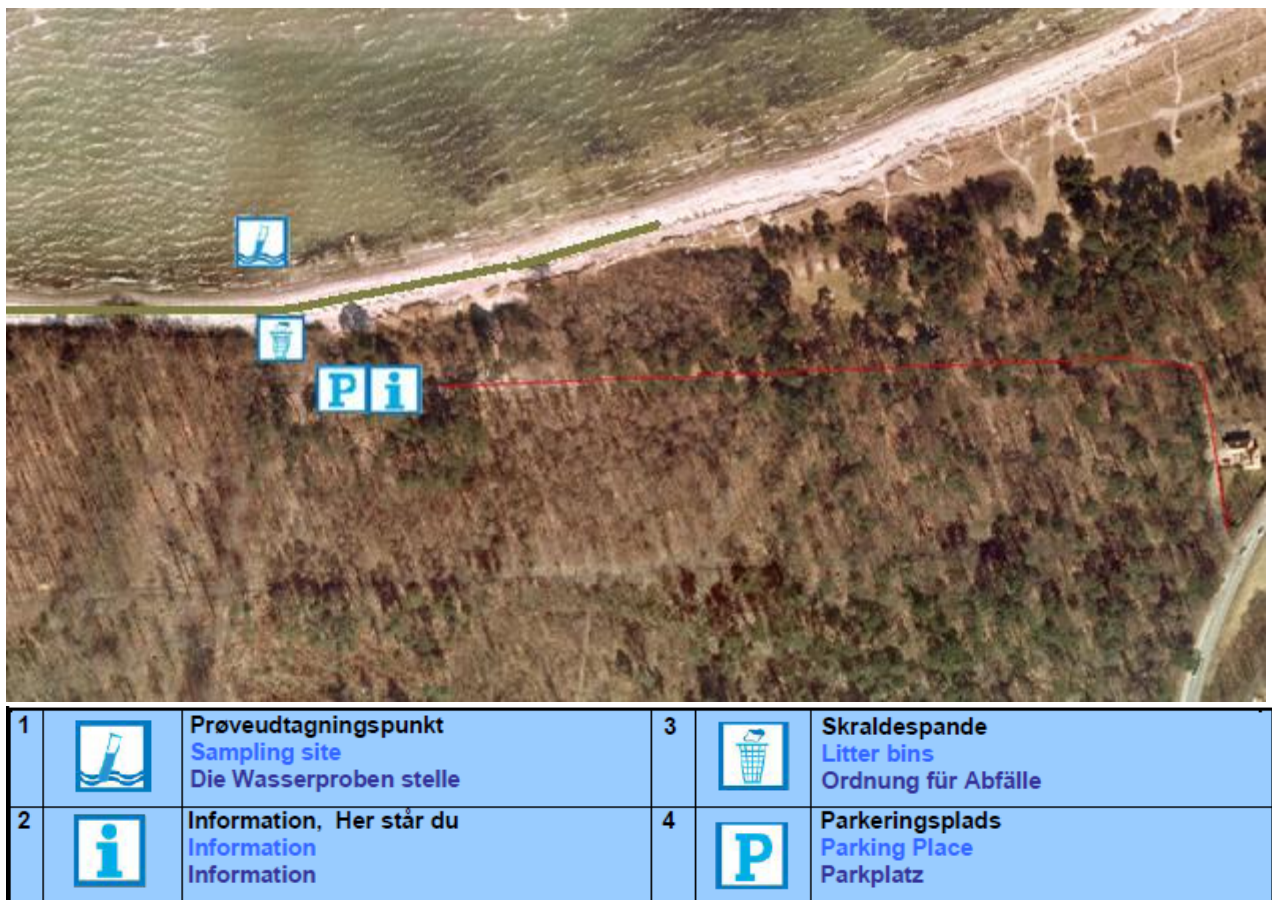 P i
1
Prøveudtagningspunkt
Sampling site
Die Wasserproben stelle
3
Skraldespande
Litter bins
Ordnung für Abfälle
2
i
Information, Her står du
Information
Information
4
P
Parkeringsplads
Parking Place
Parkplatz